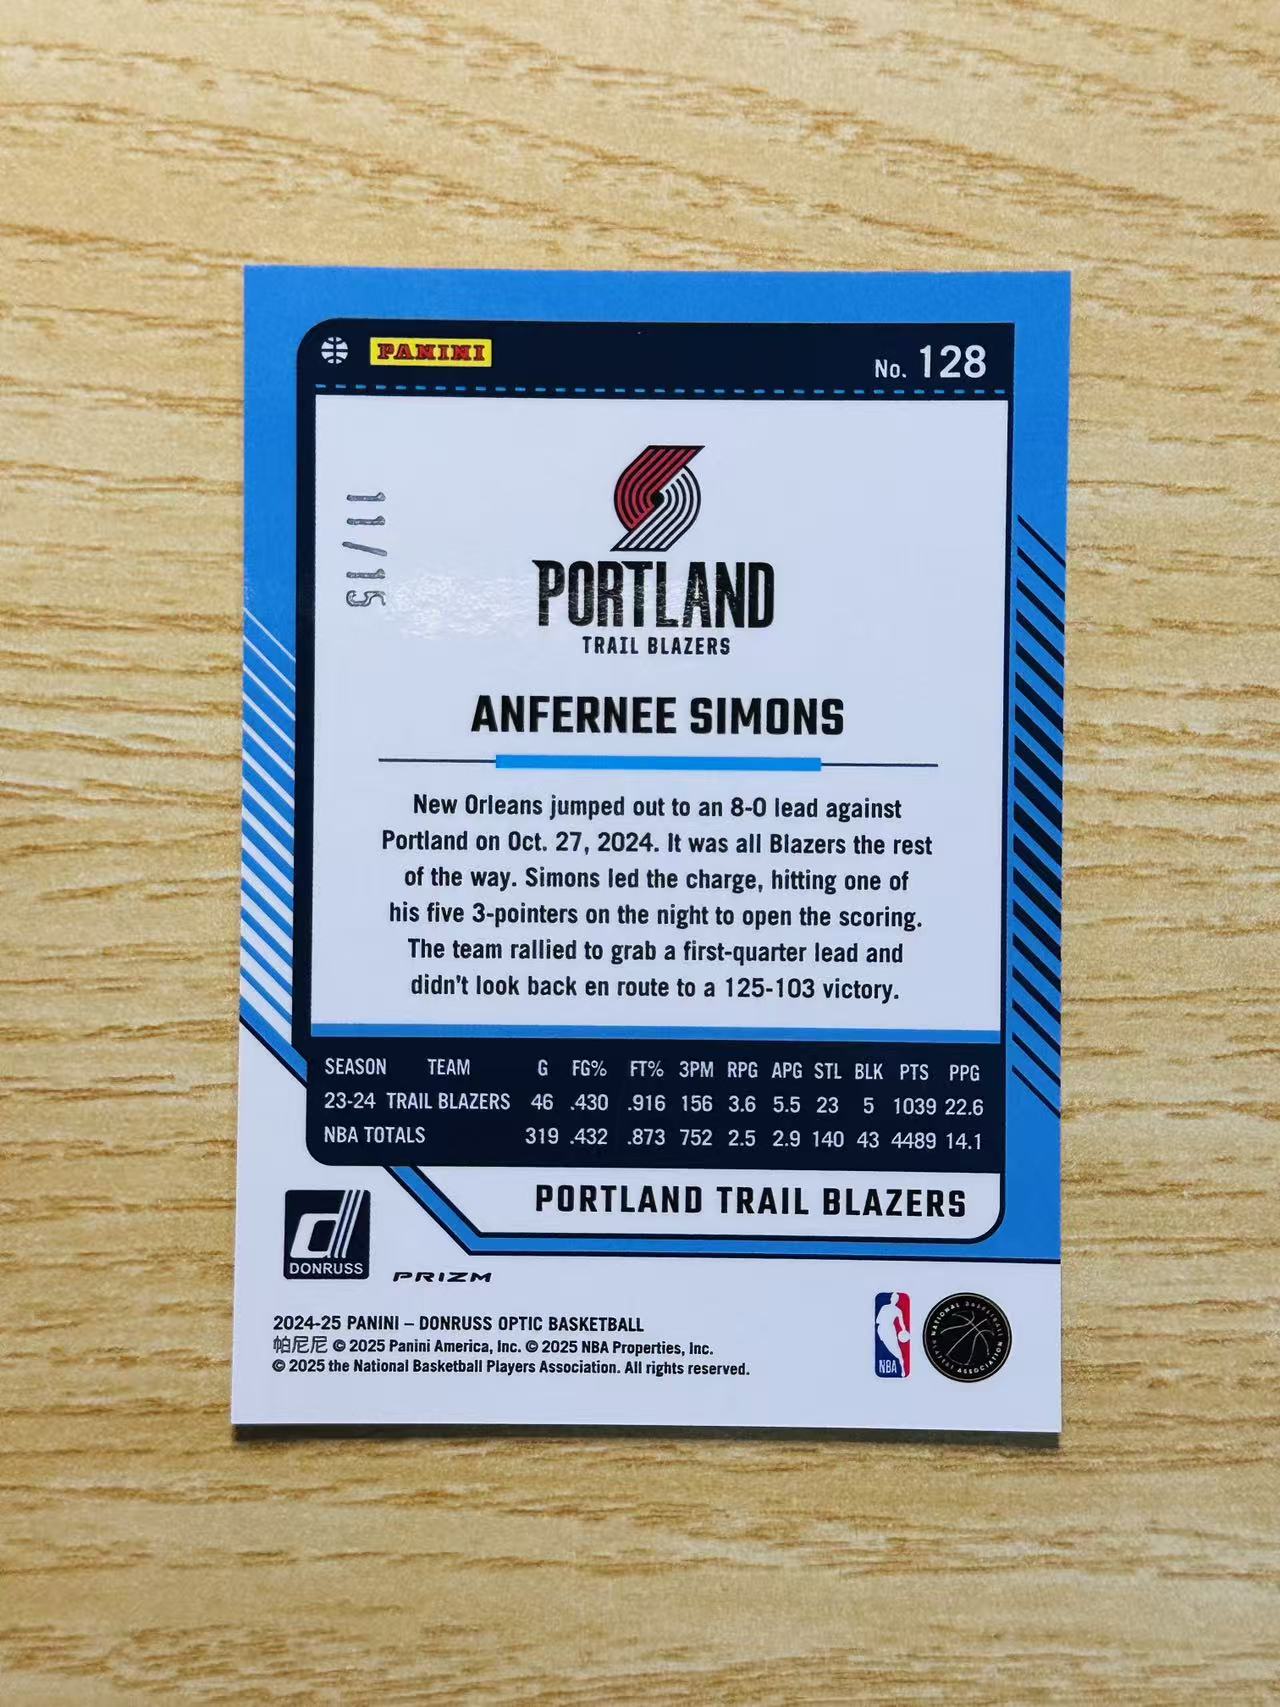 PANINI
No. 128
11/15
PORTLAND
TRAIL BLAZERS
ANFERNEE SIMONS
New Orleans jumped out to an 8-0 lead against
Portland on Oct. 27, 2024. It was all Blazers the rest
of the way. Simons led the charge, hitting one of
his five 3-pointers on the night to open the scoring.
The team rallied to grab a first-quarter lead and
didn't look back en route to a 125-103 victory.
SEASON TEAM G FG% FT% 3PM RPG APG STL BLK PTS PPG
23-24 TRAIL BLAZERS 46 .430 .916 156 3.6 5.5 23 5 1039 22.6
NBA TOTALS 319 .432 .873 752 2.5 2.9 140 43 4489 14.1
PORTLAND TRAIL BLAZERS
d
DONRUSS
PRIZM
2024-25 PANINI – DONRUSS OPTIC BASKETBALL
帕尼尼 © 2025 Panini America, Inc. © 2025 NBA Properties, Inc.
© 2025 the National Basketball Players Association. All rights reserved.
NBA
NATIONAL BASKETBALL
PLAYERS ASSOCIATION